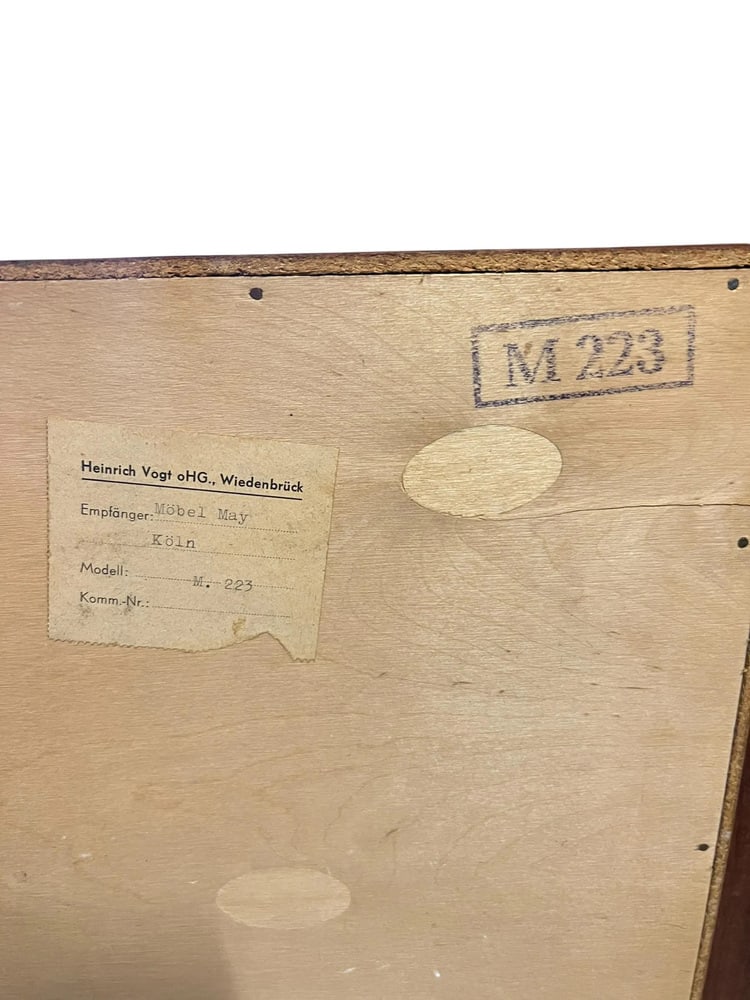 M 223
Heinrich Vogt oHG., Wiedenbrück
Empfänger: Möbel May
Köln
Modell: M. 223
Komm.-Nr.: